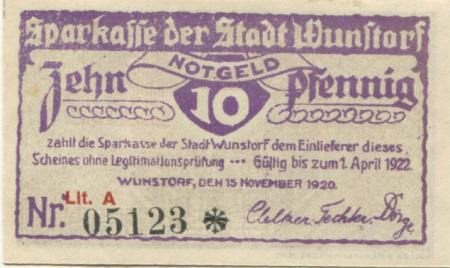 Sparkasse der Stadt Wunstorf
NOTGELD
Zehn 10 Pfennig
zahlt die Sparkasse der Stadt Wunstorf dem Einlieferer dieses
Scheines ohne Legitimationsprüfung --- Gültig bis zum 1. April 1922.
WUNSTORF, DEN 15 NOVEMBER 1920.
Lit. A
Nr. 05123 *